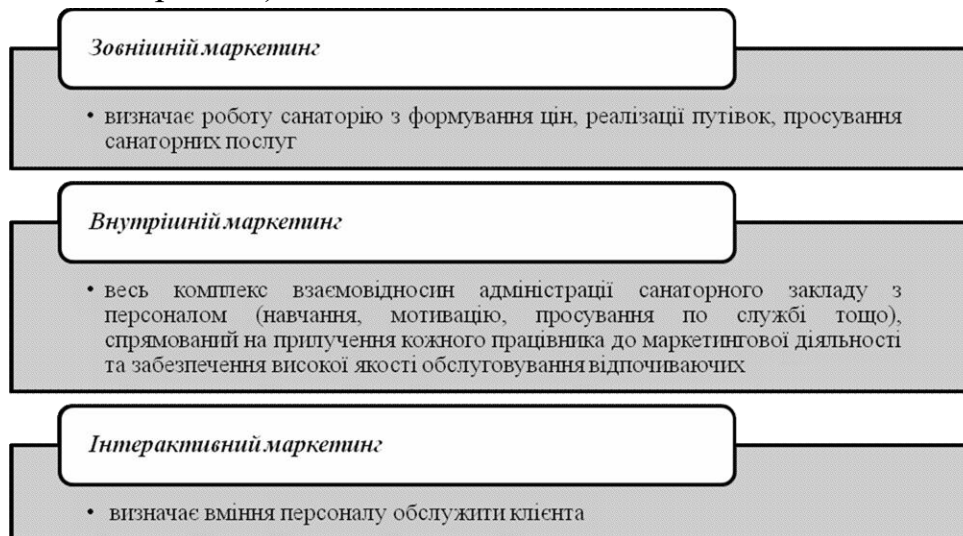 Зовнішній маркетинг
• визначає роботу санаторію з формування цін, реалізації путівок, просування
санаторних послуг
Внутрішній маркетинг
• весь комплекс взаємовідносин адміністрації санаторного закладу з
персоналом (навчання, мотивацію, просування по службі тощо),
спрямований на прилучення кожного працівника до маркетингової діяльності
та забезпечення високої якості обслуговування відпочиваючих
Інтерактивний маркетинг
• визначає вміння персоналу обслужити клієнта